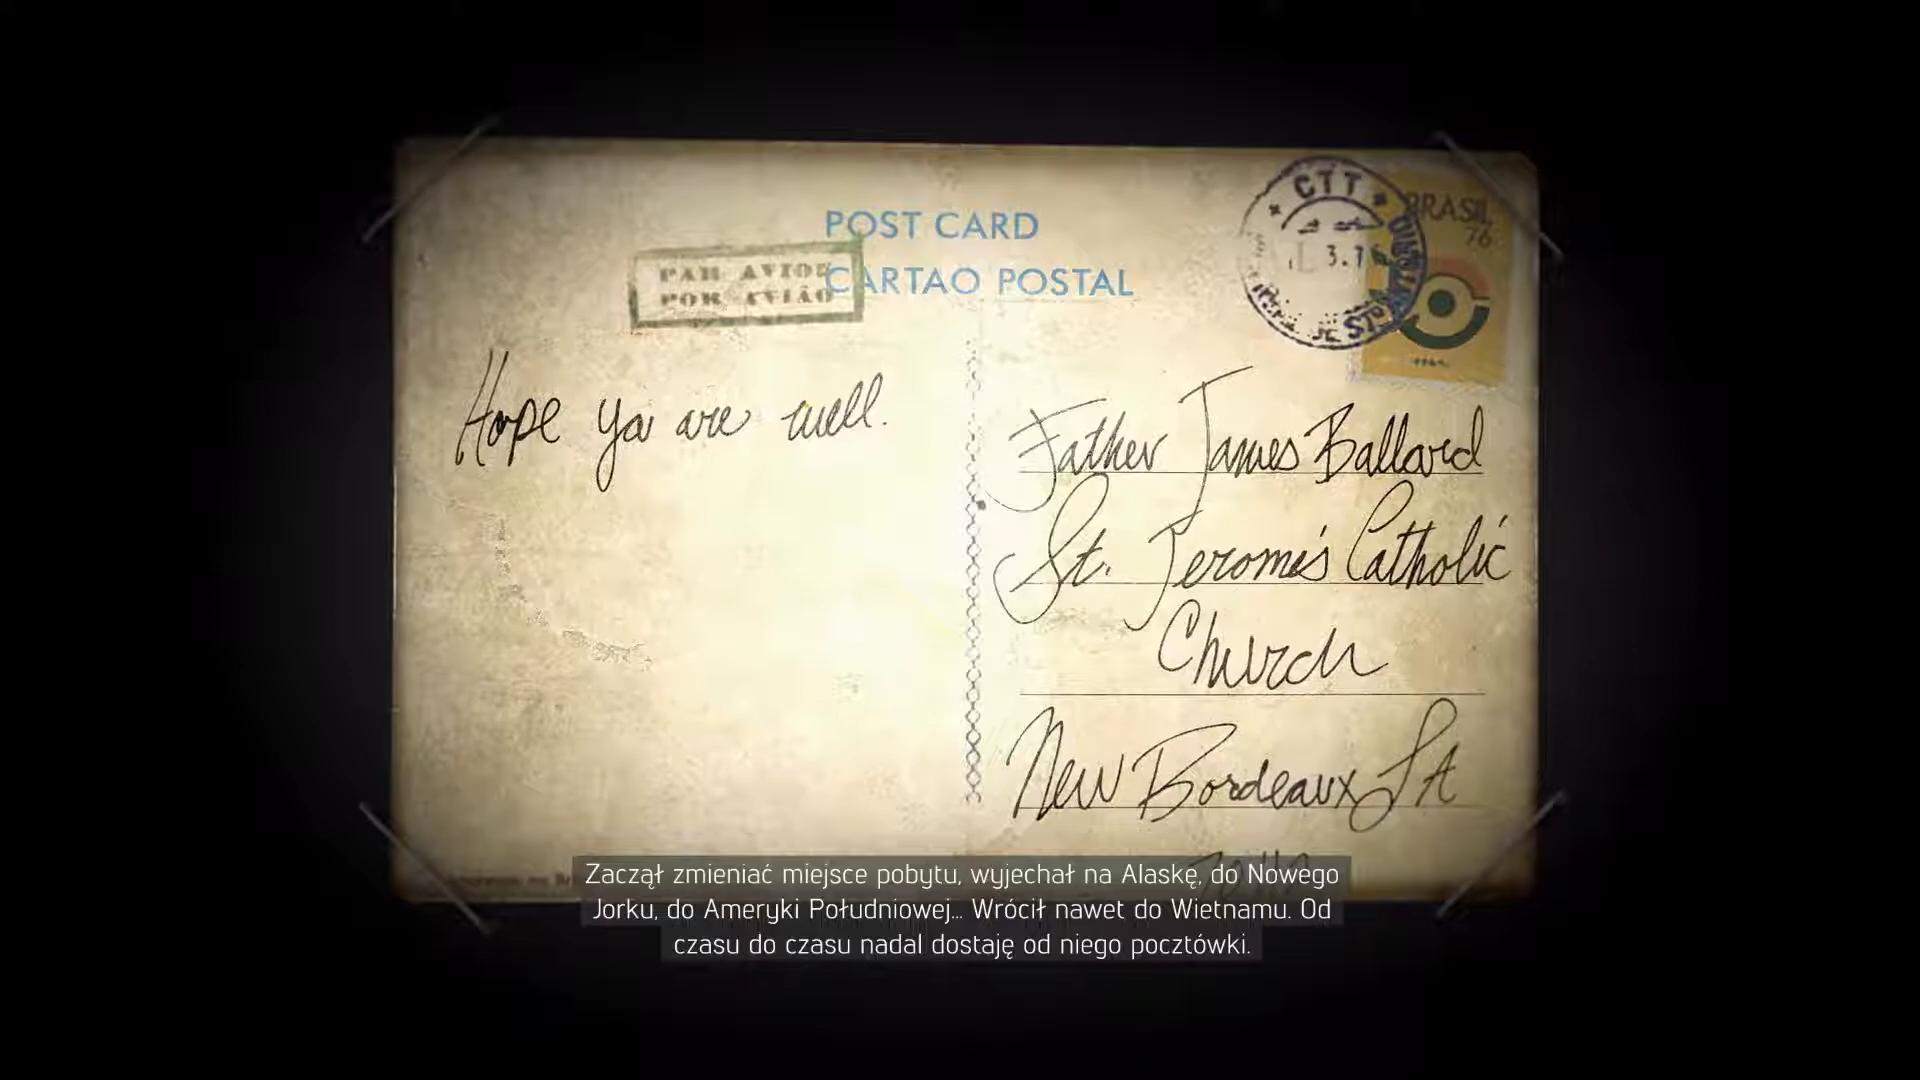 POST CARD
CARTAO POSTAL
PAR AVION
POR AVIÃO
CTT
3.7
BRASIL
76
Hope you are well.
Father James Ballard
St. Jerome's Catholic
Church
New Bordeaux LA
Zaczął zmieniać miejsce pobytu, wyjechał na Alaskę, do Nowego
Jorku, do Ameryki Południowej... Wrócił nawet do Wietnamu. Od
czasu do czasu nadal dostaję od niego pocztówki.